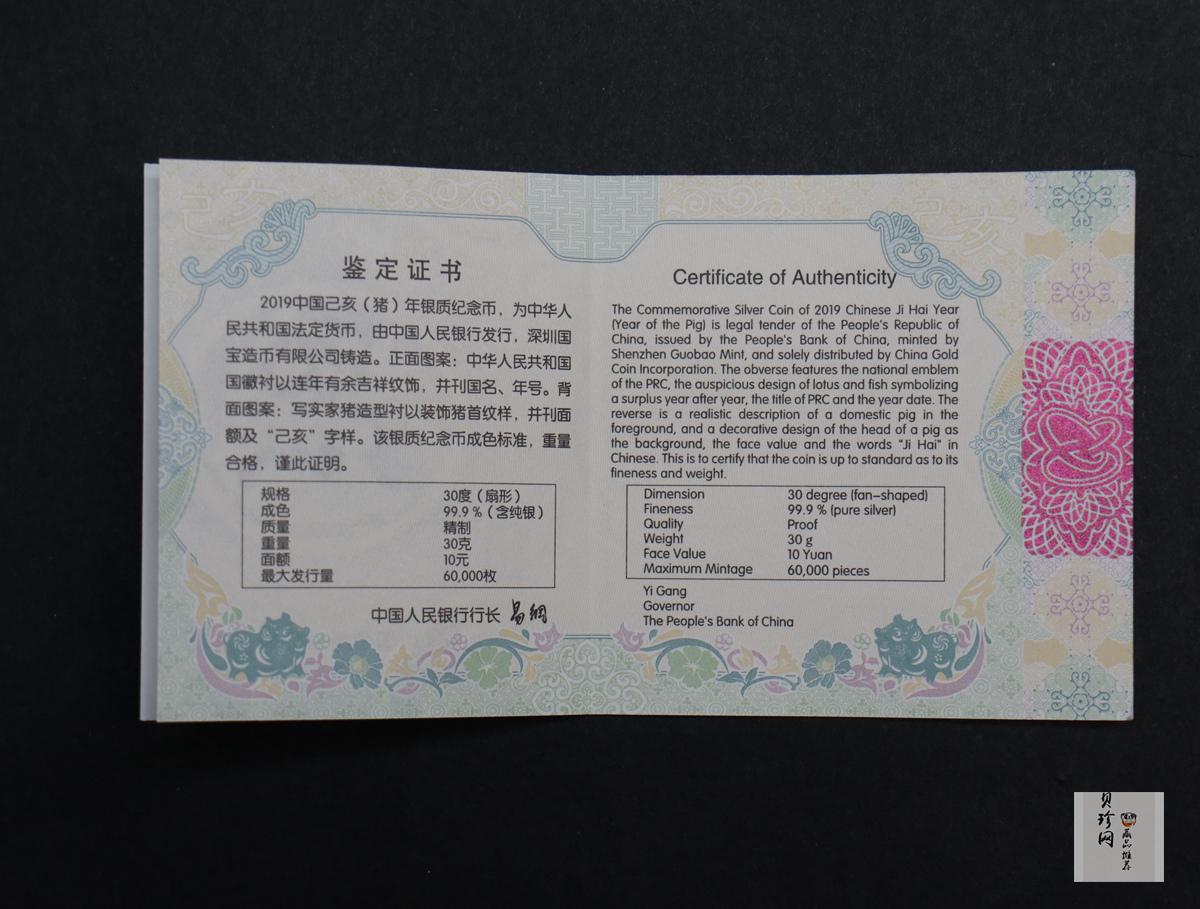 己亥
己亥
鉴定证书
2019中国己亥（猪）年银质纪念币，为中华人
民共和国法定货币，由中国人民银行发行，深圳国
宝造币有限公司铸造。正面图案：中华人民共和国
国徽衬以连年有余吉祥纹饰，并刊国名、年号。背
面图案：写实家猪造型衬以装饰猪首纹样，并刊面
额及“己亥”字样。该银质纪念币成色标准，重量
合格，谨此证明。
规格 30度（扇形）
成色 99.9％（含纯银）
质量 精制
重量 30克
面额 10元
最大发行量 60,000枚
中国人民银行行长 易纲
Certificate of Authenticity
The Commemorative Silver Coin of 2019 Chinese Ji Hai Year
(Year of the Pig) is legal tender of the People's Republic of
China, issued by the People's Bank of China, minted by
Shenzhen Guobao Mint, and solely distributed by China Gold
Coin Incorporation. The obverse features the national emblem
of the PRC, the auspicious design of lotus and fish symbolizing
a surplus year after year, the title of PRC and the year date. The
reverse is a realistic description of a domestic pig in the
foreground, and a decorative design of the head of a pig as
the background, the face value and the words "Ji Hai" in
Chinese. This is to certify that the coin is up to standard as to its
fineness and weight.
Dimension 30 degree (fan-shaped)
Fineness 99.9 % (pure silver)
Quality Proof
Weight 30 g
Face Value 10 Yuan
Maximum Mintage 60,000 pieces
Yi Gang
Governor
The People's Bank of China
贝珍网
藏品推荐